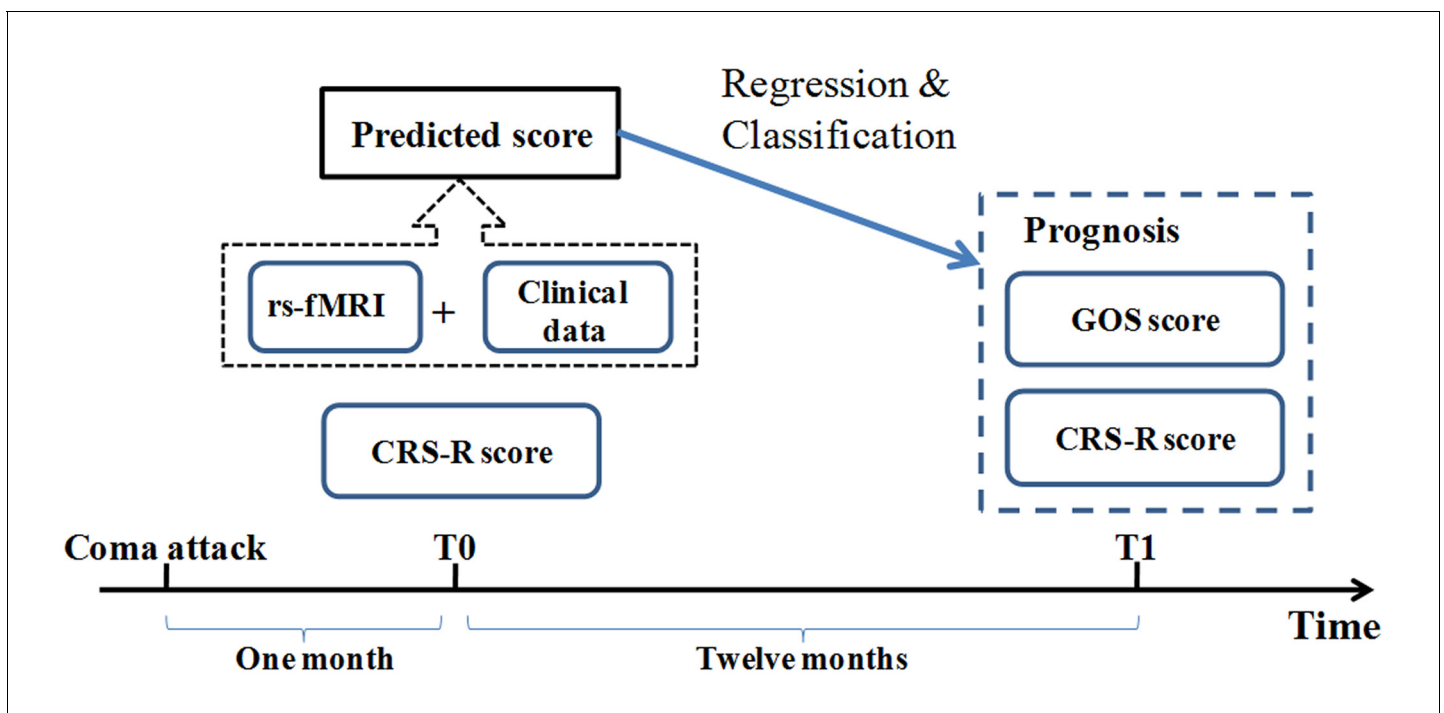 Regression &
Classification
Predicted score
rs-fMRI
+
Clinical
data
CRS-R score
Prognosis
GOS score
CRS-R score
Coma attack
T0
T1
Time
One month
Twelve months